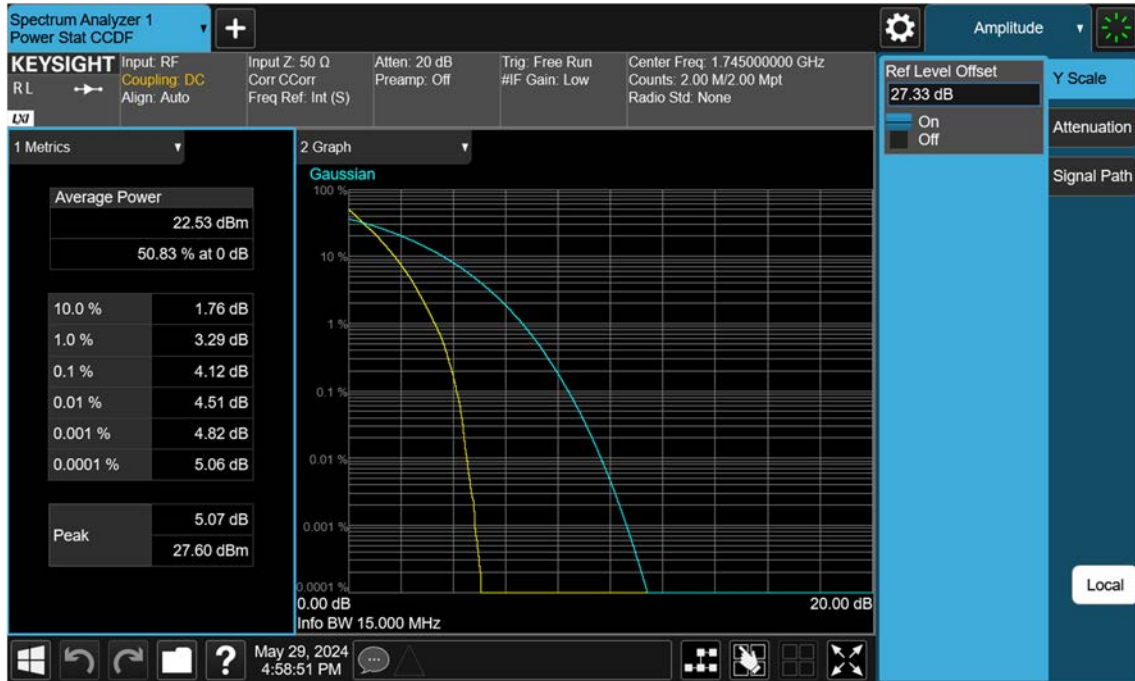 Spectrum Analyzer 1
Power Stat CCDF
+
Amplitude
KEYSIGHT
R L
LXI
Input: RF
Coupling: DC
Align: Auto
Input Z: 50 Ω
Corr CCorr
Freq Ref: Int (S)
Atten: 20 dB
Preamp: Off
Trig: Free Run
#IF Gain: Low
Center Freq: 1.745000000 GHz
Counts: 2.00 M/2.00 Mpt
Radio Std: None
Ref Level Offset
27.33 dB
On
Off
Y Scale
Attenuation
Signal Path
1 Metrics
Average Power
22.53 dBm
50.83 % at 0 dB
10.0 % 1.76 dB
1.0 % 3.29 dB
0.1 % 4.12 dB
0.01 % 4.51 dB
0.001 % 4.82 dB
0.0001 % 5.06 dB
Peak
5.07 dB
27.60 dBm
2 Graph
Gaussian
100 %
10 %
1 %
0.1 %
0.01 %
0.001 %
0.0001 %
0.00 dB 20.00 dB
Info BW 15.000 MHz
Local
?
May 29, 2024
4:58:51 PM